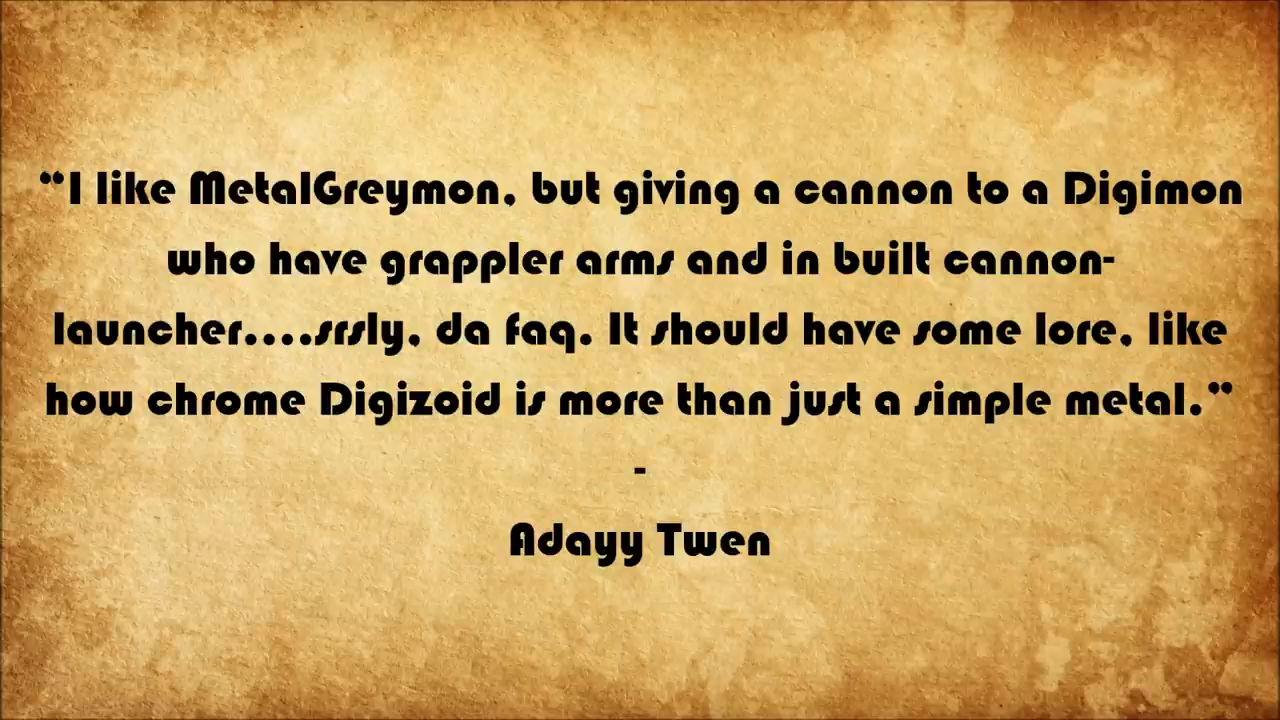 “I like MetalGreymon, but giving a cannon to a Digimon
who have grappler arms and in built cannon-
launcher....srsly, da faq. It should have some lore, like
how chrome Digizoid is more than just a simple metal.”
-
Adayy Twen